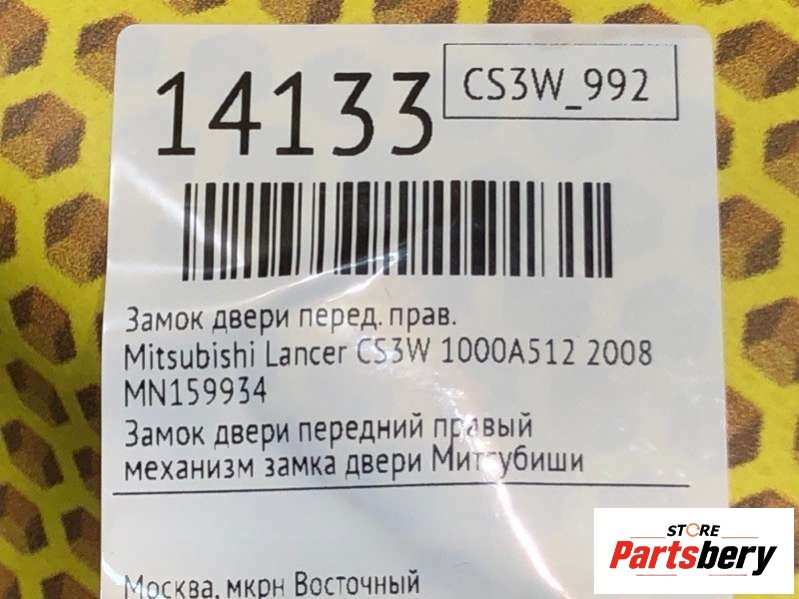 14133
CS3W_992
Замок двери перед. прав.
Mitsubishi Lancer CS3W 1000A512 2008
MN159934
Замок двери передний правый
механизм замка двери Митсубиши
Москва, мкрн Восточный
STORE
Partsbery